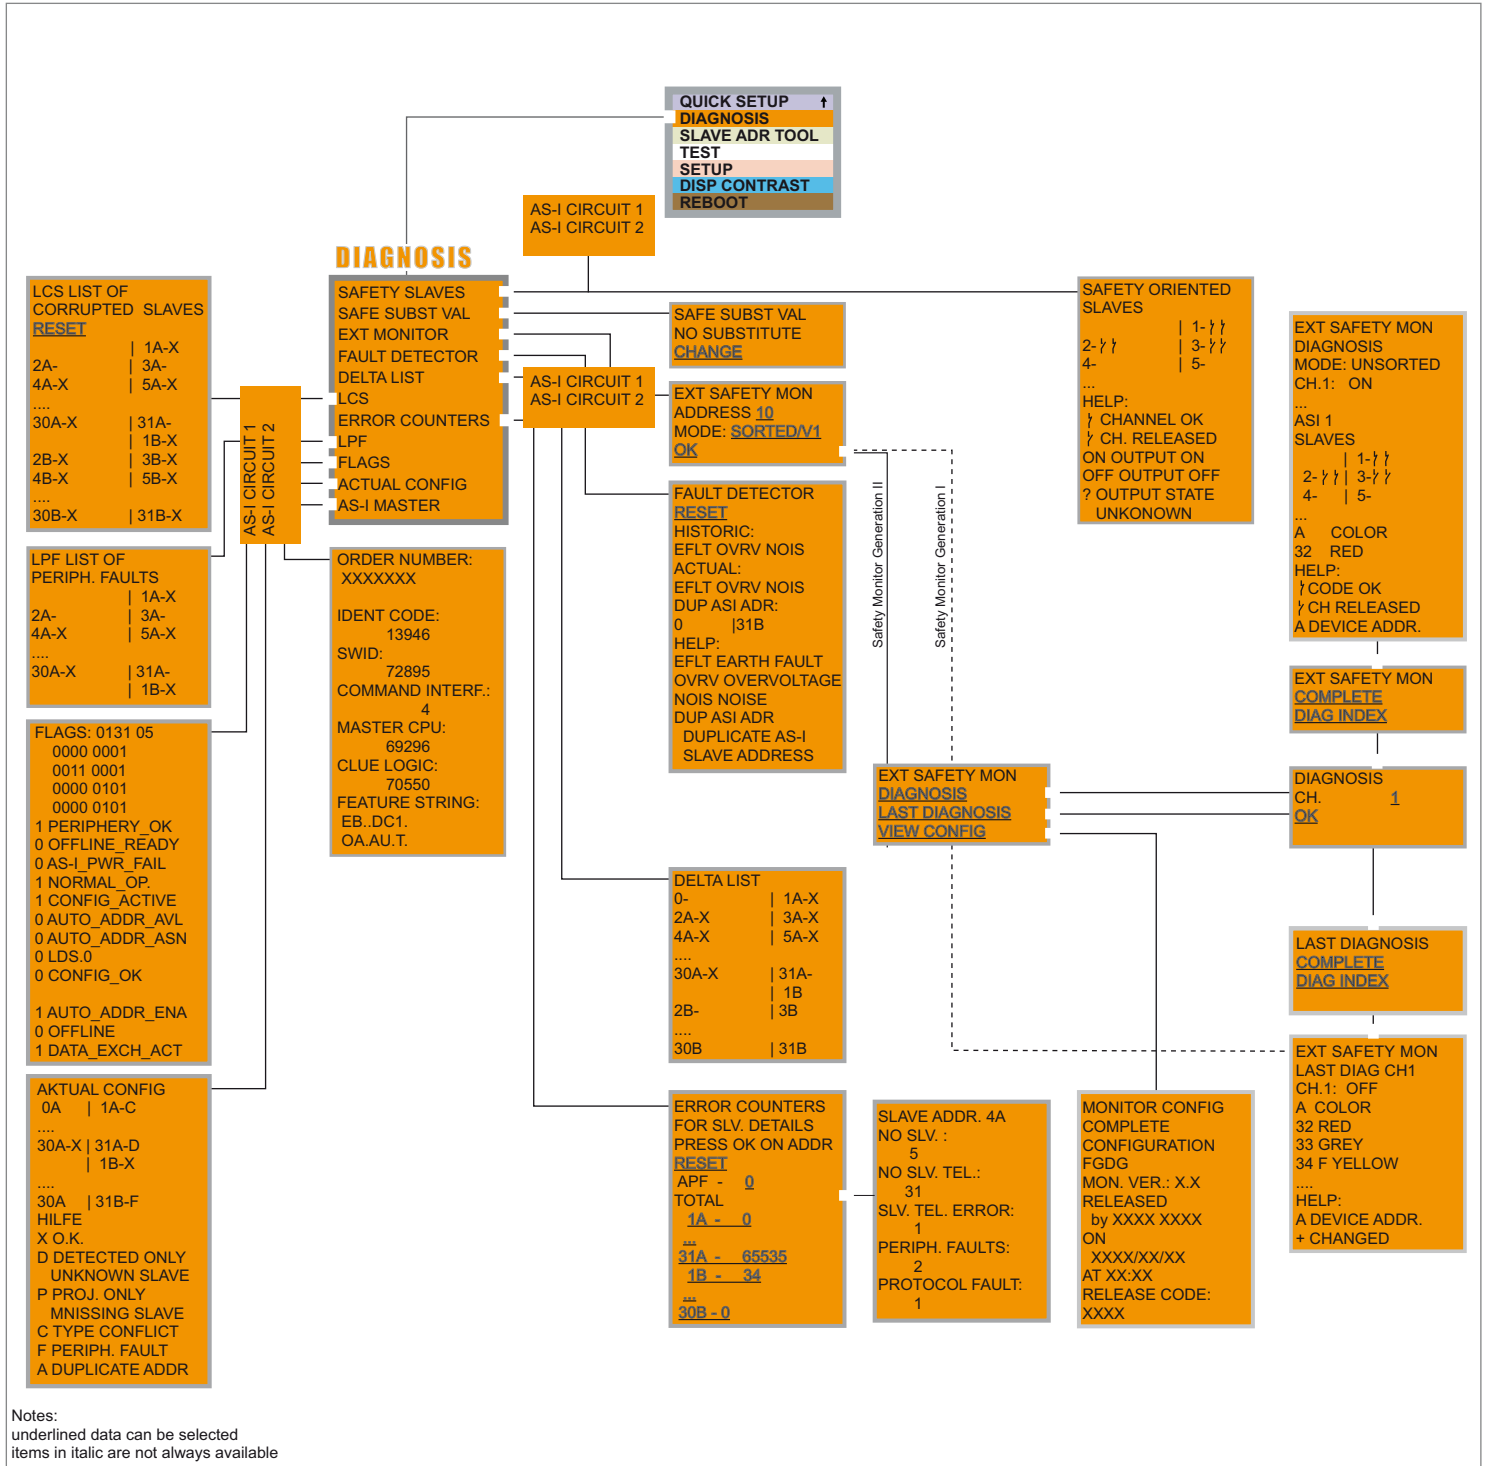 QUICK SETUP
DIAGNOSIS
SLAVE ADR TOOL
TEST
SETUP
DISP CONTRAST
REBOOT
AS-I CIRCUIT 1
AS-I CIRCUIT 2
DIAGNOSIS
SAFETY SLAVES
SAFE SUBST VAL
EXT MONITOR
FAULT DETECTOR
DELTA LIST
LCS
ERROR COUNTERS
LPF
FLAGS
ACTUAL CONFIG
AS-I MASTER
LCS LIST OF
CORRUPTED SLAVES
RESET
| 1A-X
2A- | 3A-
4A-X | 5A-X
....
30A-X |31A-
| 1B-X
2B-X | 3B-X
4B-X | 5B-X
....
30B-X |31B-X
AS-I CIRCUIT 1
AS-I CIRCUIT 2
LPF LIST OF
PERIPH. FAULTS
| 1A-X
2A- | 3A-
4A-X | 5A-X
....
30A-X |31A-
| 1B-X
FLAGS: 0131 05
0000 0001
0011 0001
0000 0101
0000 0101
1 PERIPHERY_OK
0 OFFLINE_READY
0 AS-I_PWR_FAIL
1 NORMAL_OP.
1 CONFIG_ACTIVE
0 AUTO_ADDR_AVL
0 AUTO_ADDR_ASN
0 LDS.0
0 CONFIG_OK
1 AUTO_ADDR_ENA
0 OFFLINE
1 DATA_EXCH_ACT
AKTUAL CONFIG
0A | 1A-C
....
30A-X | 31A-D
| 1B-X
....
30A | 31B-F
HILFE
X O.K.
D DETECTED ONLY
UNKNOWN SLAVE
P PROJ. ONLY
MNISSING SLAVE
C TYPE CONFLICT
F PERIPH. FAULT
A DUPLICATE ADDR
ORDER NUMBER:
XXXXXXX
IDENT CODE:
13946
SWID:
72895
COMMAND INTERF.:
4
MASTER CPU:
69296
CLUE LOGIC:
70550
FEATURE STRING:
EB..DC1.
OA.AU.T.
SAFE SUBST VAL
NO SUBSTITUTE
CHANGE
AS-I CIRCUIT 1
AS-I CIRCUIT 2
EXT SAFETY MON
ADDRESS 10
MODE: SORTED/V1
OK
FAULT DETECTOR
RESET
HISTORIC:
EFLT OVRV NOIS
ACTUAL:
EFLT OVRV NOIS
DUP ASI ADR:
0 |31B
HELP:
EFLT EARTH FAULT
OVRV OVERVOLTAGE
NOIS NOISE
DUP ASI ADR
DUPLICATE AS-I
SLAVE ADDRESS
Safety Monitor Generation II
Safety Monitor Generation I
DELTA LIST
0- | 1A-X
2A-X | 3A-X
4A-X | 5A-X
....
30A-X | 31A-
| 1B
2B- | 3B
....
30B | 31B
ERROR COUNTERS
FOR SLV. DETAILS
PRESS OK ON ADDR
RESET
APF - 0
TOTAL
1A - 0
...
31A - 65535
1B - 34
...
30B - 0
SLAVE ADDR. 4A
NO SLV. :
5
NO SLV. TEL.:
31
SLV. TEL. ERROR:
1
PERIPH. FAULTS:
2
PROTOCOL FAULT:
1
EXT SAFETY MON
DIAGNOSIS
LAST DIAGNOSIS
VIEW CONFIG
SAFETY ORIENTED
SLAVES
| 1-
2- | 3-
4- | 5-
...
HELP:
CHANNEL OK
CH. RELEASED
ON OUTPUT ON
OFF OUTPUT OFF
? OUTPUT STATE
UNKONOWN
MONITOR CONFIG
COMPLETE
CONFIGURATION
FGDG
MON. VER.: X.X
RELEASED
by XXXX XXXX
ON
XXXX/XX/XX
AT XX:XX
RELEASE CODE:
XXXX
EXT SAFETY MON
DIAGNOSIS
MODE: UNSORTED
CH.1: ON
...
ASI 1
SLAVES
| 1-
2- | 3-
4- | 5-
...
A COLOR
32 RED
HELP:
CODE OK
CH RELEASED
A DEVICE ADDR.
EXT SAFETY MON
COMPLETE
DIAG INDEX
DIAGNOSIS
CH. 1
OK
LAST DIAGNOSIS
COMPLETE
DIAG INDEX
EXT SAFETY MON
LAST DIAG CH1
CH.1: OFF
A COLOR
32 RED
33 GREY
34 F YELLOW
....
HELP:
A DEVICE ADDR.
+ CHANGED
Notes:
underlined data can be selected
items in italic are not always available